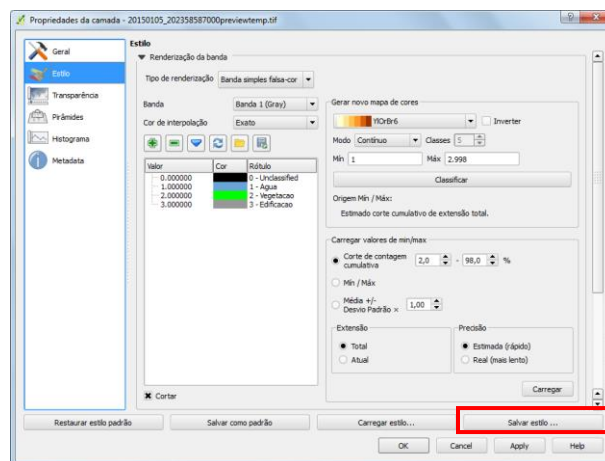 Propriedades da camada - 20150105_202358587000previewtemp.tif
Geral
Estilo
Transparência
Pirâmides
Histograma
Metadata
Estilo
Renderização da banda
Tipo de renderização Banda simples falsa-cor
Banda Banda 1 (Gray)
Cor de interpolação Exato
Valor Cor Rótulo
0.000000 0 - Unclassified
1.000000 1 - Agua
2.000000 2 - Vegetacao
3.000000 3 - Edificacao
Cortar
Gerar novo mapa de cores
YlOrBr6 Inverter
Modo Contínuo Classes 5
Mín 1 Máx 2.998
Classificar
Origem Mín / Máx:
Estimado corte cumulativo de extensão total.
Carregar valores de min/max
Corte de contagem
cumulativa 2,0 - 98,0 %
Mín / Máx
Média +/-
Desvio Padrão × 1,00
Extensão Precisão
Total Estimada (rápido)
Atual Real (mais lento)
Carregar
Restaurar estilo padrão Salvar como padrão Carregar estilo... Salvar estilo ...
OK Cancel Apply Help